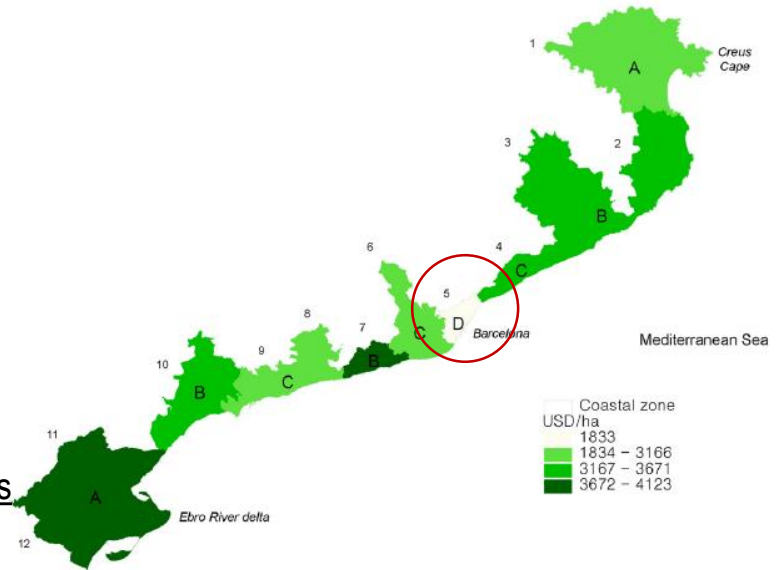 1
A
Creus
Cape
3
2
B
4
C
6
5
D
Barcelona
C
8
7
B
9
C
10
B
Mediterranean Sea
Coastal zone
USD/ha
1833
1834 – 3166
3167 – 3671
3672 – 4123
11
A
s
Ebro River delta
12